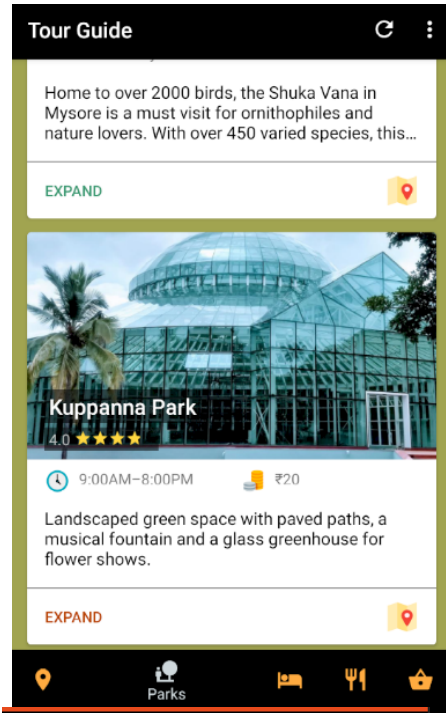 Tour Guide
Home to over 2000 birds, the Shuka Vana in
Mysore is a must visit for ornithophiles and
nature lovers. With over 450 varied species, this...
EXPAND
Kuppanna Park
4.0
9:00AM–8:00PM ₹20
Landscaped green space with paved paths, a
musical fountain and a glass greenhouse for
flower shows.
EXPAND
Parks